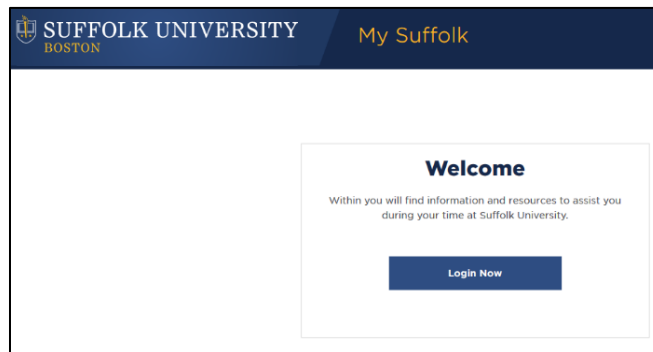 SUFFOLK UNIVERSITY
BOSTON
My Suffolk
Welcome
Within you will find information and resources to assist you
during your time at Suffolk University.
Login Now